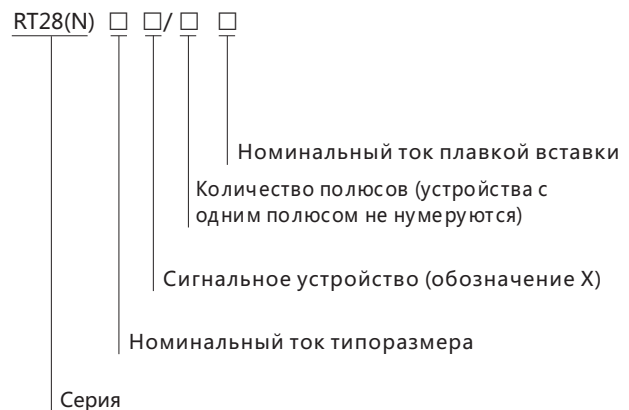 RT28(N) □ □/□ □
Номинальный ток плавкой вставки
Количество полюсов (устройства с
одним полюсом не нумеруются)
Сигнальное устройство (обозначение X)
Номинальный ток типоразмера
Серия